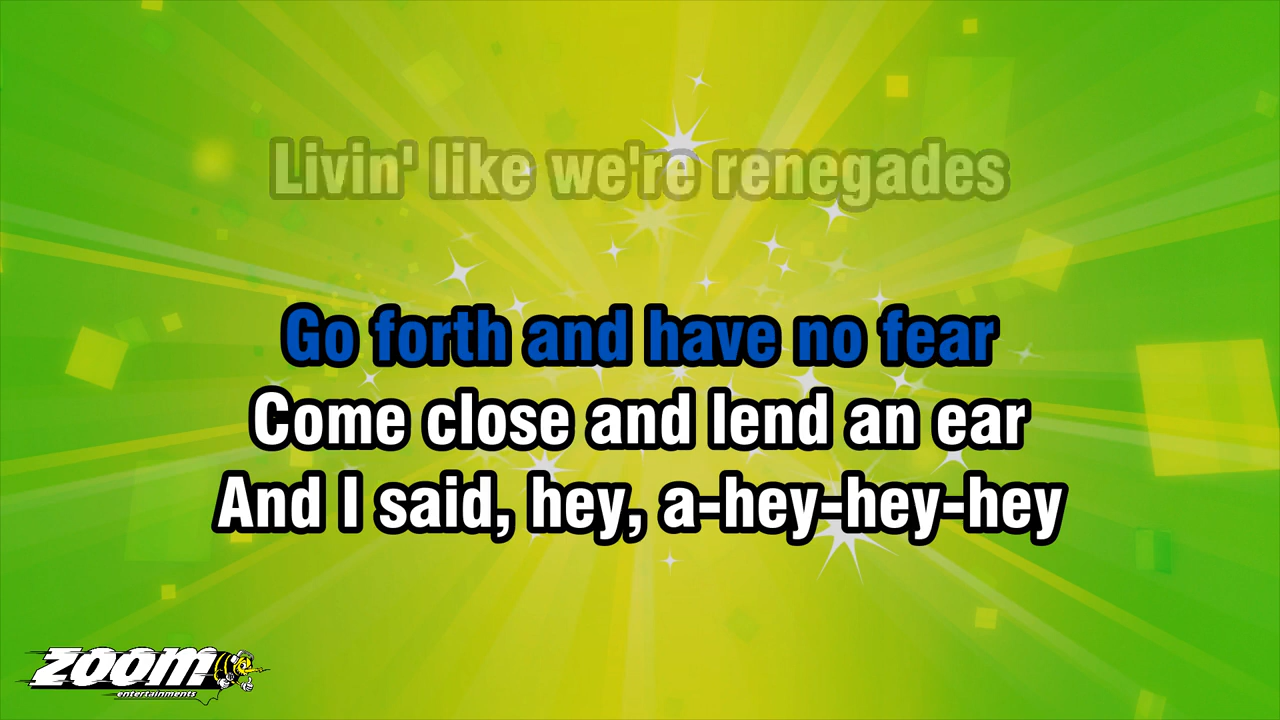 Livin' like we're renegades
Go forth and have no fear
Come close and lend an ear
And I said, hey, a-hey-hey-hey
zoom
entertainments